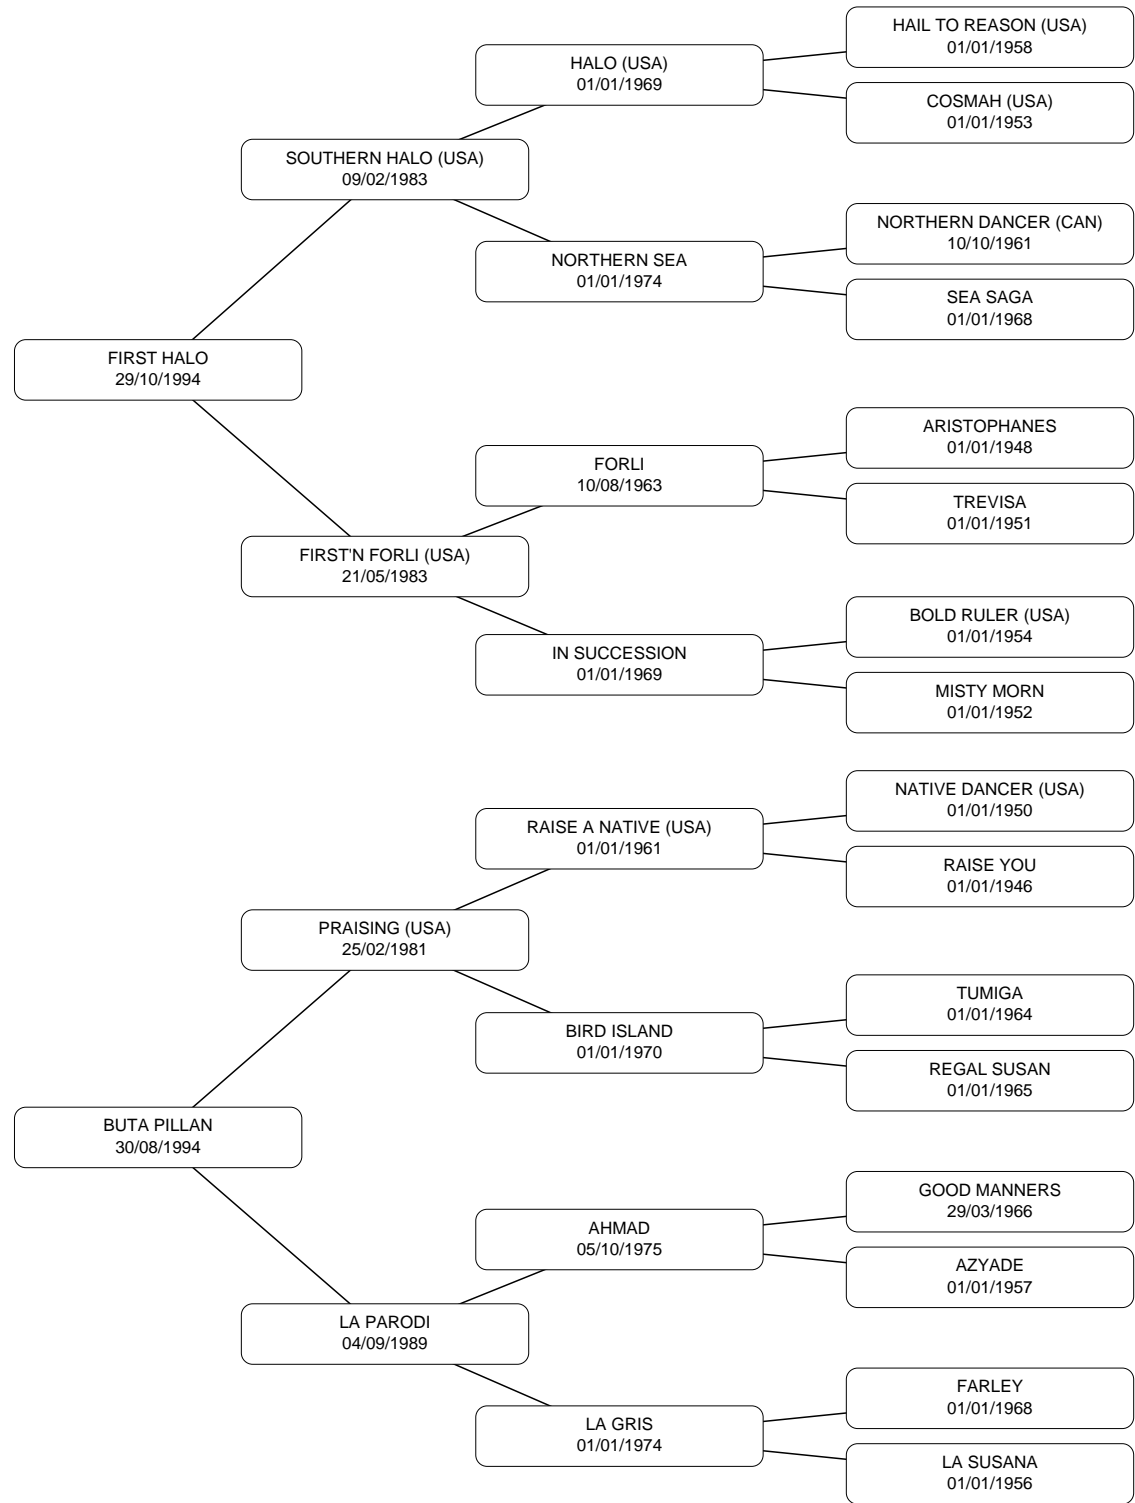 HAIL TO REASON (USA)
01/01/1958
HALO (USA)
01/01/1969
COSMAH (USA)
01/01/1953
SOUTHERN HALO (USA)
09/02/1983
NORTHERN DANCER (CAN)
10/10/1961
NORTHERN SEA
01/01/1974
SEA SAGA
01/01/1968
FIRST HALO
29/10/1994
ARISTOPHANES
01/01/1948
FORLI
10/08/1963
TREVISA
01/01/1951
FIRST'N FORLI (USA)
21/05/1983
BOLD RULER (USA)
01/01/1954
IN SUCCESSION
01/01/1969
MISTY MORN
01/01/1952
NATIVE DANCER (USA)
01/01/1950
RAISE A NATIVE (USA)
01/01/1961
RAISE YOU
01/01/1946
PRAISING (USA)
25/02/1981
TUMIGA
01/01/1964
BIRD ISLAND
01/01/1970
REGAL SUSAN
01/01/1965
BUTA PILLAN
30/08/1994
GOOD MANNERS
29/03/1966
AHMAD
05/10/1975
AZYADE
01/01/1957
LA PARODI
04/09/1989
FARLEY
01/01/1968
LA GRIS
01/01/1974
LA SUSANA
01/01/1956